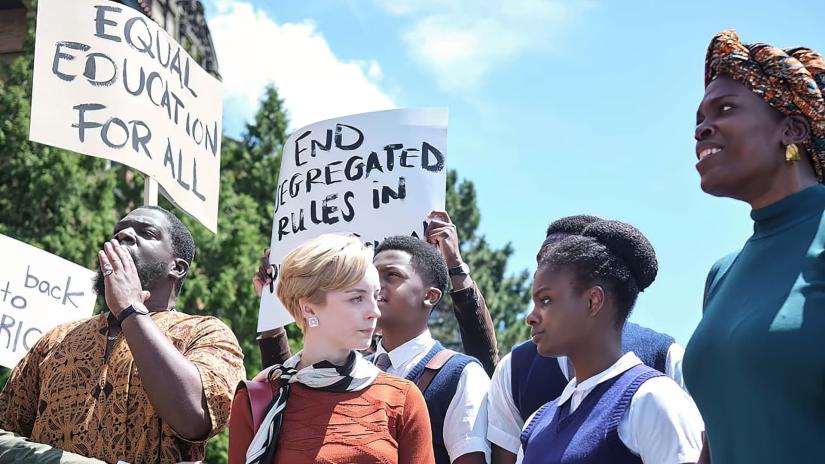 EQUAL
EDUCATION
FOR ALL
END
SEGREGATED
RULES IN
back
to